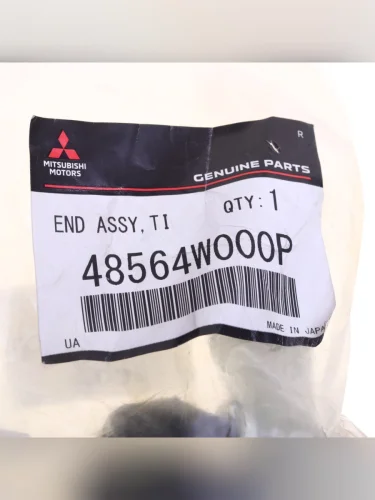 R
MITSUBISHI
MOTORS
GENUINE PARTS
END ASSY, TI
QTY: 1
48564W000P
MADE IN JAPAN
UA